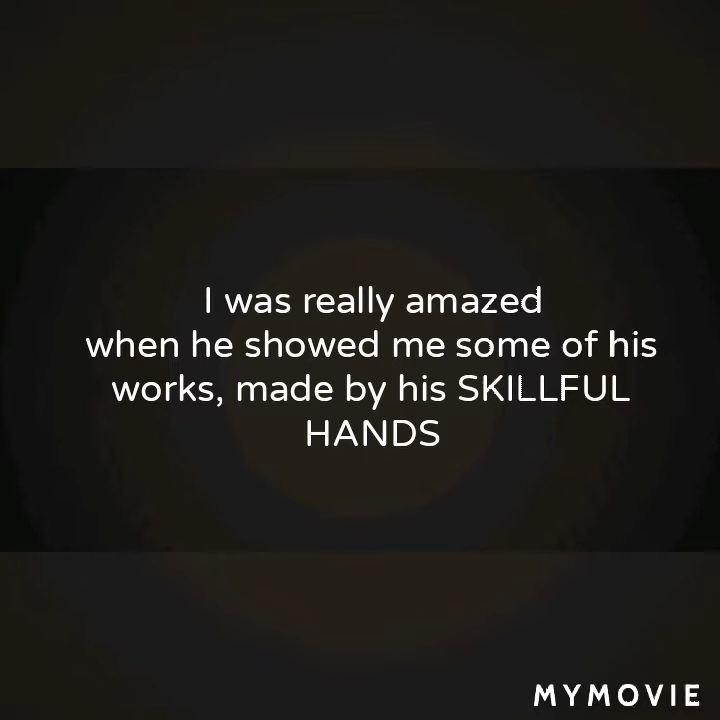 I was really amazed
when he showed me some of his
works, made by his SKILLFUL
HANDS
MYMOVIE